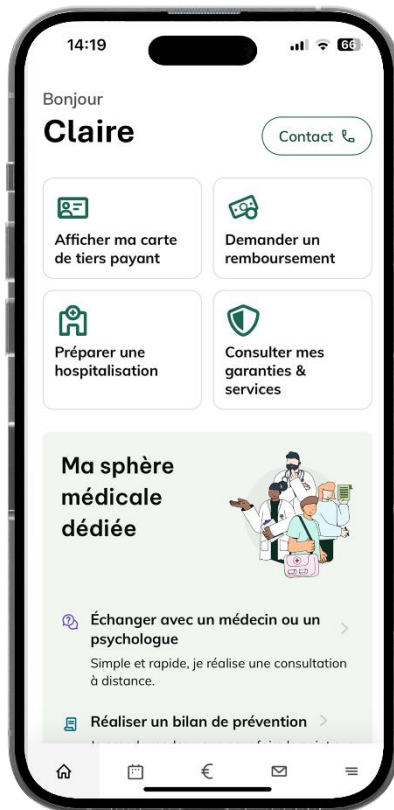 14:19
66
Bonjour
Claire
Contact
Afficher ma carte
de tiers payant
Demander un
remboursement
Préparer une
hospitalisation
Consulter mes
garanties &
services
Ma sphère
médicale
dédiée
Échanger avec un médecin ou un
psychologue
Simple et rapide, je réalise une consultation
à distance.
Réaliser un bilan de prévention
€